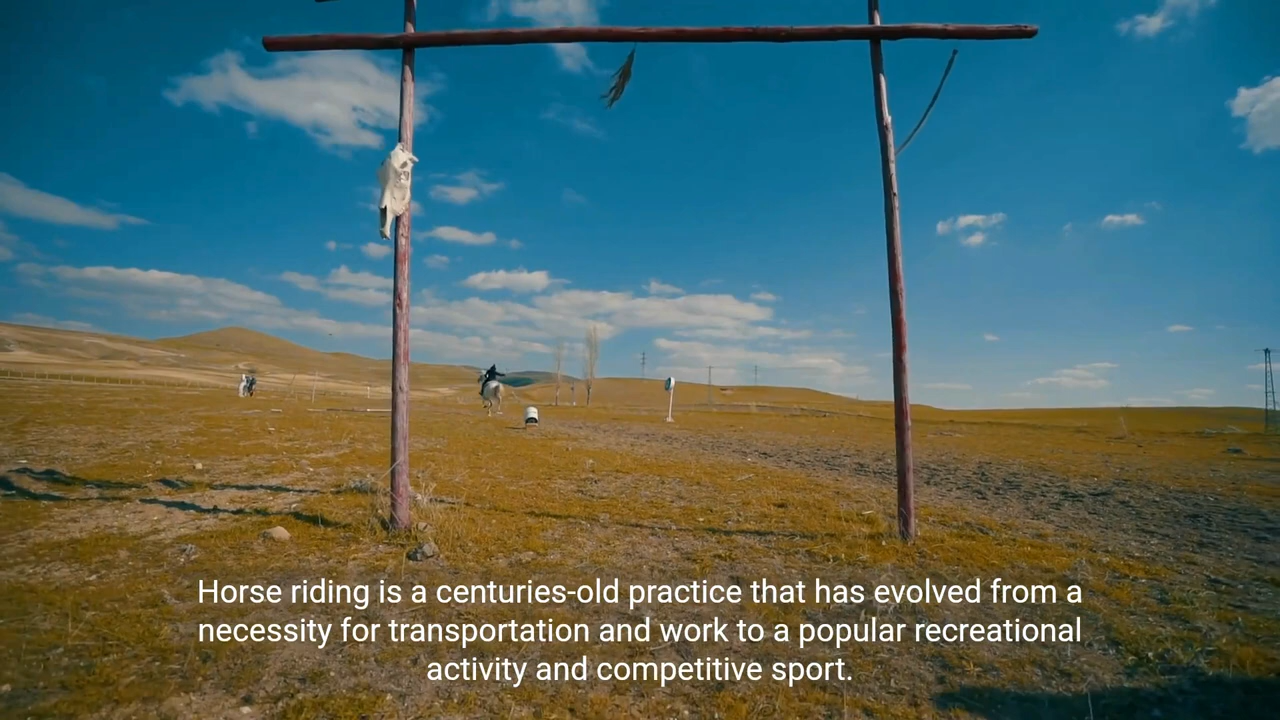 Horse riding is a centuries-old practice that has evolved from a
necessity for transportation and work to a popular recreational
activity and competitive sport.